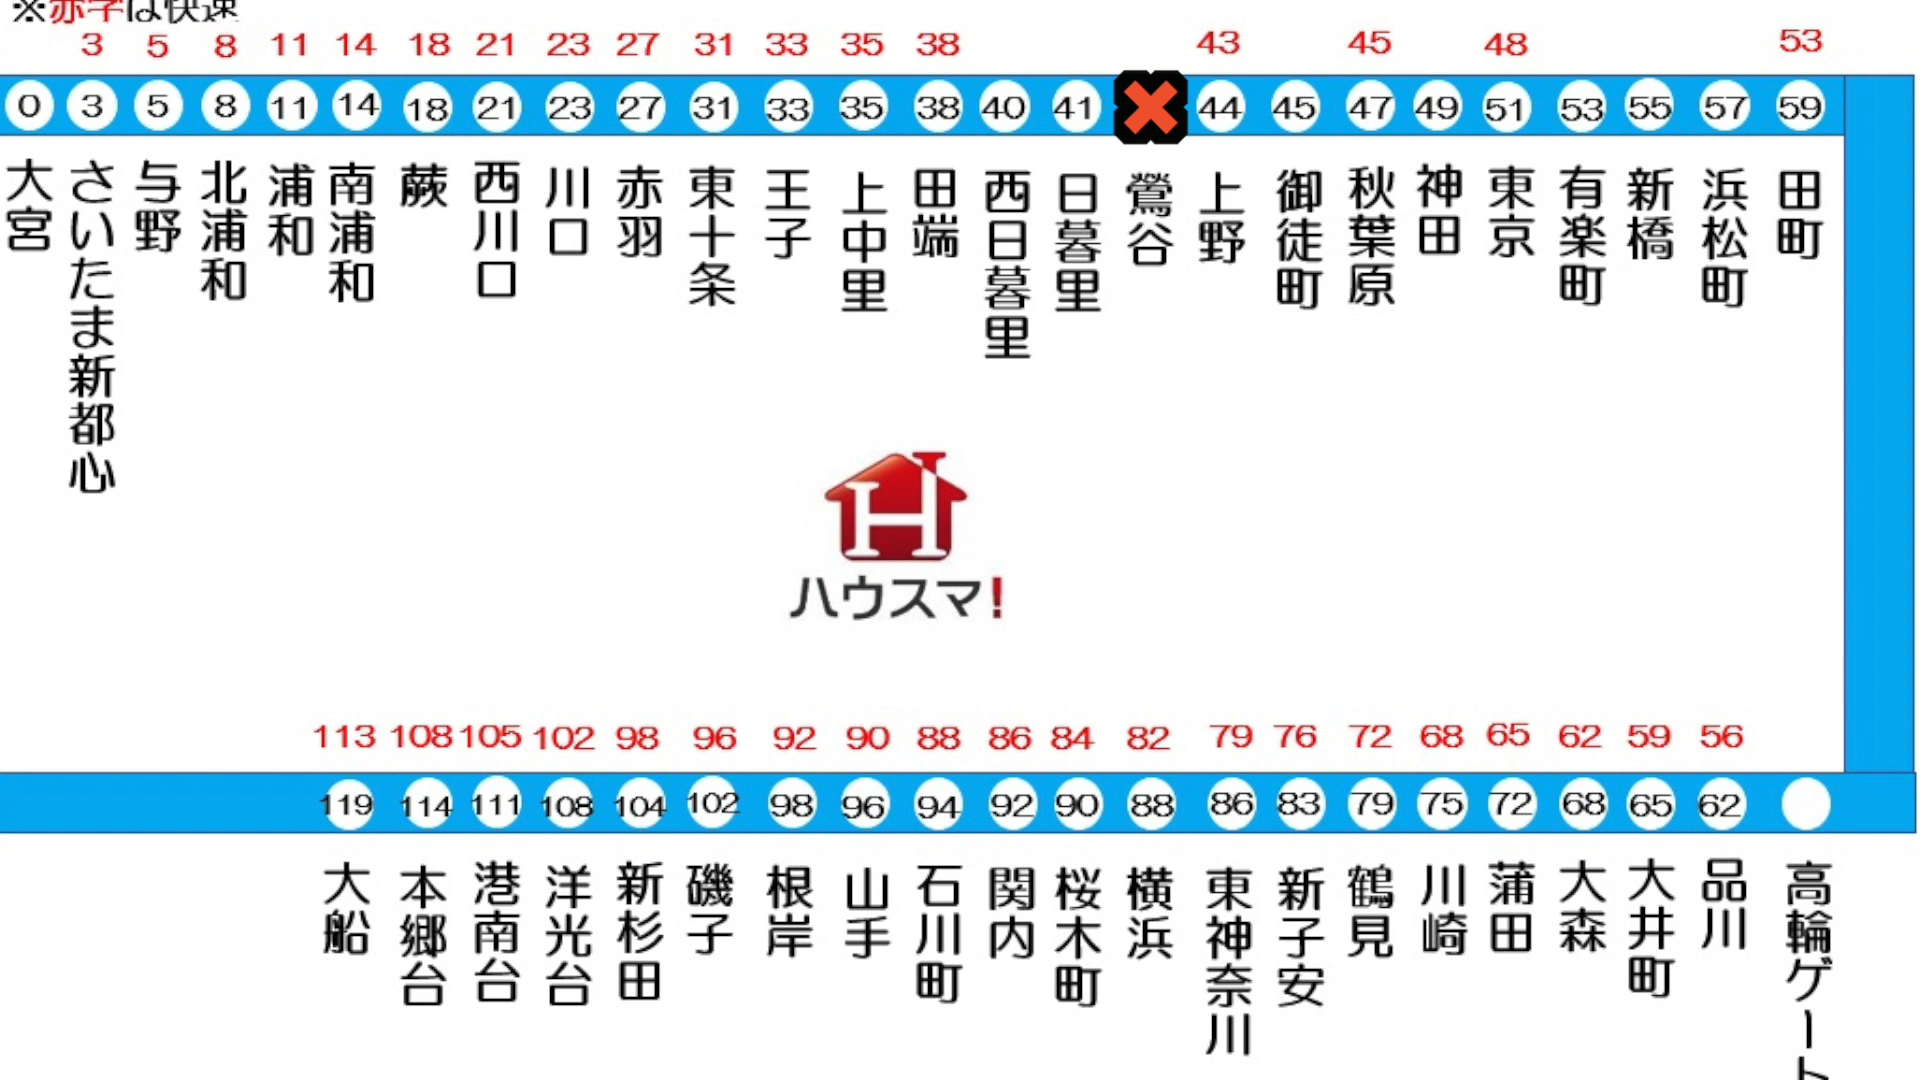 ※赤字は快速
3 5 8 11 14 18 21 23 27 31 33 35 38 43 45 48 53
0 3 5 8 11 14 18 21 23 27 31 33 35 38 40 41 44 45 47 49 51 53 55 57 59
大宮
さいたま新都心
与野
北浦和
浦和
南浦和
蕨
西川口
川口
赤羽
東十条
王子
上中里
田端
西日暮里
日暮里
鶯谷
上野
御徒町
秋葉原
神田
東京
有楽町
新橋
浜松町
田町
ハウスマ!
113 108 105 102 98 96 92 90 88 86 84 82 79 76 72 68 65 62 59 56
119 114 111 108 104 102 98 96 94 92 90 88 86 83 79 75 72 68 65 62
大船
本郷台
港南台
洋光台
新杉田
磯子
根岸
山手
石川町
関内
桜木町
横浜
東神奈川
新子安
鶴見
川崎
蒲田
大森
大井町
品川
高輪ゲート